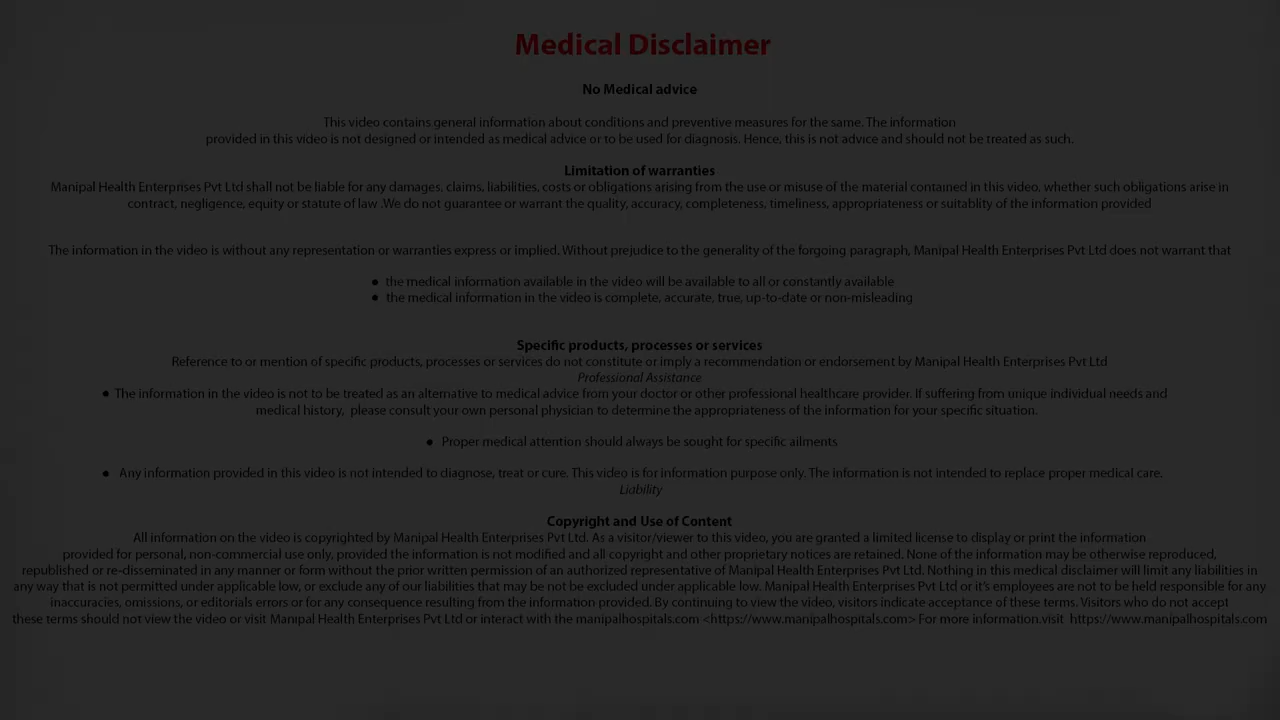 Medical Disclaimer
No Medical advice
This video contains general information about conditions and preventive measures for the same. The information
provided in this video is not designed or intended as medical advice or to be used for diagnosis. Hence, this is not advice and should not be treated as such.
Limitation of warranties
Manipal Health Enterprises Pvt Ltd shall not be liable for any damages, claims, liabilities, costs or obligations arising from the use or misuse of the material contained in this video, whether such obligations arise in
contract, negligence, equity or statute of law .We do not guarantee or warrant the quality, accuracy, completeness, timeliness, appropriateness or suitablity of the information provided
The information in the video is without any representation or warranties express or implied. Without prejudice to the generality of the forgoing paragraph, Manipal Health Enterprises Pvt Ltd does not warrant that
● the medical information available in the video will be available to all or constantly available
● the medical information in the video is complete, accurate, true, up-to-date or non-misleading
Specific products, processes or services
Reference to or mention of specific products, processes or services do not constitute or imply a recommendation or endorsement by Manipal Health Enterprises Pvt Ltd
Professional Assistance
● The information in the video is not to be treated as an alternative to medical advice from your doctor or other professional healthcare provider. If suffering from unique individual needs and
medical history, please consult your own personal physician to determine the appropriateness of the information for your specific situation.
● Proper medical attention should always be sought for specific ailments
● Any information provided in this video is not intended to diagnose, treat or cure. This video is for information purpose only. The information is not intended to replace proper medical care.
Liability
Copyright and Use of Content
All information on the video is copyrighted by Manipal Health Enterprises Pvt Ltd. As a visitor/viewer to this video, you are granted a limited license to display or print the information
provided for personal, non-commercial use only, provided the information is not modified and all copyright and other proprietary notices are retained. None of the information may be otherwise reproduced,
republished or re-disseminated in any manner or form without the prior written permission of an authorized representative of Manipal Health Enterprises Pvt Ltd. Nothing in this medical disclaimer will limit any liabilities in
any way that is not permitted under applicable low, or exclude any of our liabilities that may be not be excluded under applicable low. Manipal Health Enterprises Pvt Ltd or it's employees are not to be held responsible for any
inaccuracies, omissions, or editorials errors or for any consequence resulting from the information provided. By continuing to view the video, visitors indicate acceptance of these terms. Visitors who do not accept
these terms should not view the video or visit Manipal Health Enterprises Pvt Ltd or interact with the manipalhospitals.com <https://www.manipalhospitals.com> For more information.visit https://www.manipalhospitals.com